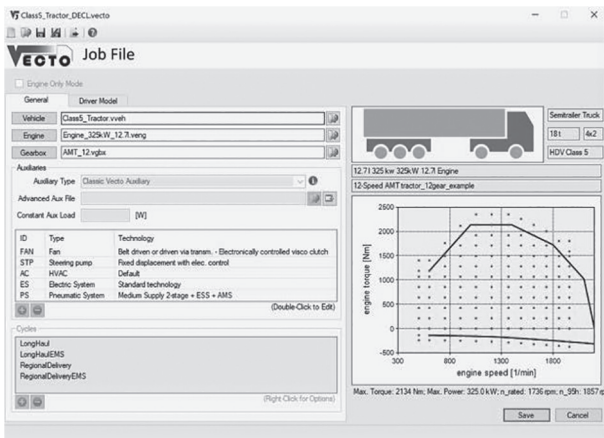 Class5_Tractor_DECL.vecto
VECTO Job File
Engine Only Mode
General Driver Model
Vehicle Class5_Tractor.vveh
Engine Engine_325kW_12.7l.veng
Gearbox AMT_12.vgbx
Auxiliaries
Auxiliary Type Classic Vecto Auxiliary
Advanced Aux File
Constant Aux Load [W]
ID Type Technology
FAN Fan Belt driven or driven via transm. - Electronically controlled visco clutch
STP Steering pump Fixed displacement with elec. control
AC HVAC Default
ES Electric System Standard technology
PS Pneumatic System Medium Supply 2-stage + ESS + AMS
(Double-Click to Edit)
Cycles
LongHaul
LongHaulEMS
RegionalDelivery
RegionalDeliveryEMS
(Right-Click for Options)
Semitrailer Truck
18 t 4x2
HDV Class 5
12.7 l 325 kw 325kW 12.7l Engine
12-Speed AMT tractor_12gear_example
engine torque [Nm]
2500
2000
1500
1000
500
0
-500
300 800 1300 1800
engine speed [1/min]
Max. Torque: 2134 Nm; Max. Power: 325.0 kW; n_rated: 1736 rpm; n_95h: 1857 rp
Save Cancel